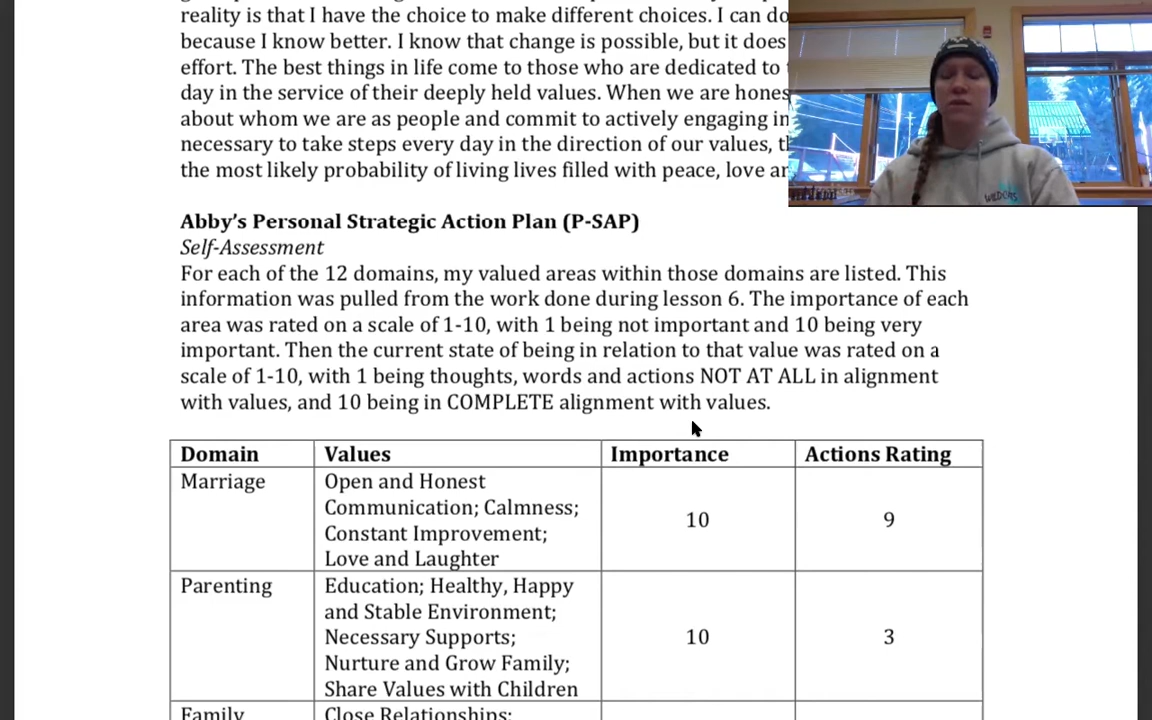 reality is that I have the choice to make different choices. I can do
because I know better. I know that change is possible, but it does
effort. The best things in life come to those who are dedicated to
day in the service of their deeply held values. When we are hones
about whom we are as people and commit to actively engaging in
necessary to take steps every day in the direction of our values, t
the most likely probability of living lives filled with peace, love an
Abby's Personal Strategic Action Plan (P-SAP)
Self-Assessment
For each of the 12 domains, my valued areas within those domains are listed. This
information was pulled from the work done during lesson 6. The importance of each
area was rated on a scale of 1-10, with 1 being not important and 10 being very
important. Then the current state of being in relation to that value was rated on a
scale of 1-10, with 1 being thoughts, words and actions NOT AT ALL in alignment
with values, and 10 being in COMPLETE alignment with values.
Domain Values Importance Actions Rating
Marriage Open and Honest
Communication; Calmness;
Constant Improvement;
Love and Laughter
10 9
Parenting Education; Healthy, Happy
and Stable Environment;
Necessary Supports;
Nurture and Grow Family;
Share Values with Children
10 3
Family Close Relationships;
WILDCATS